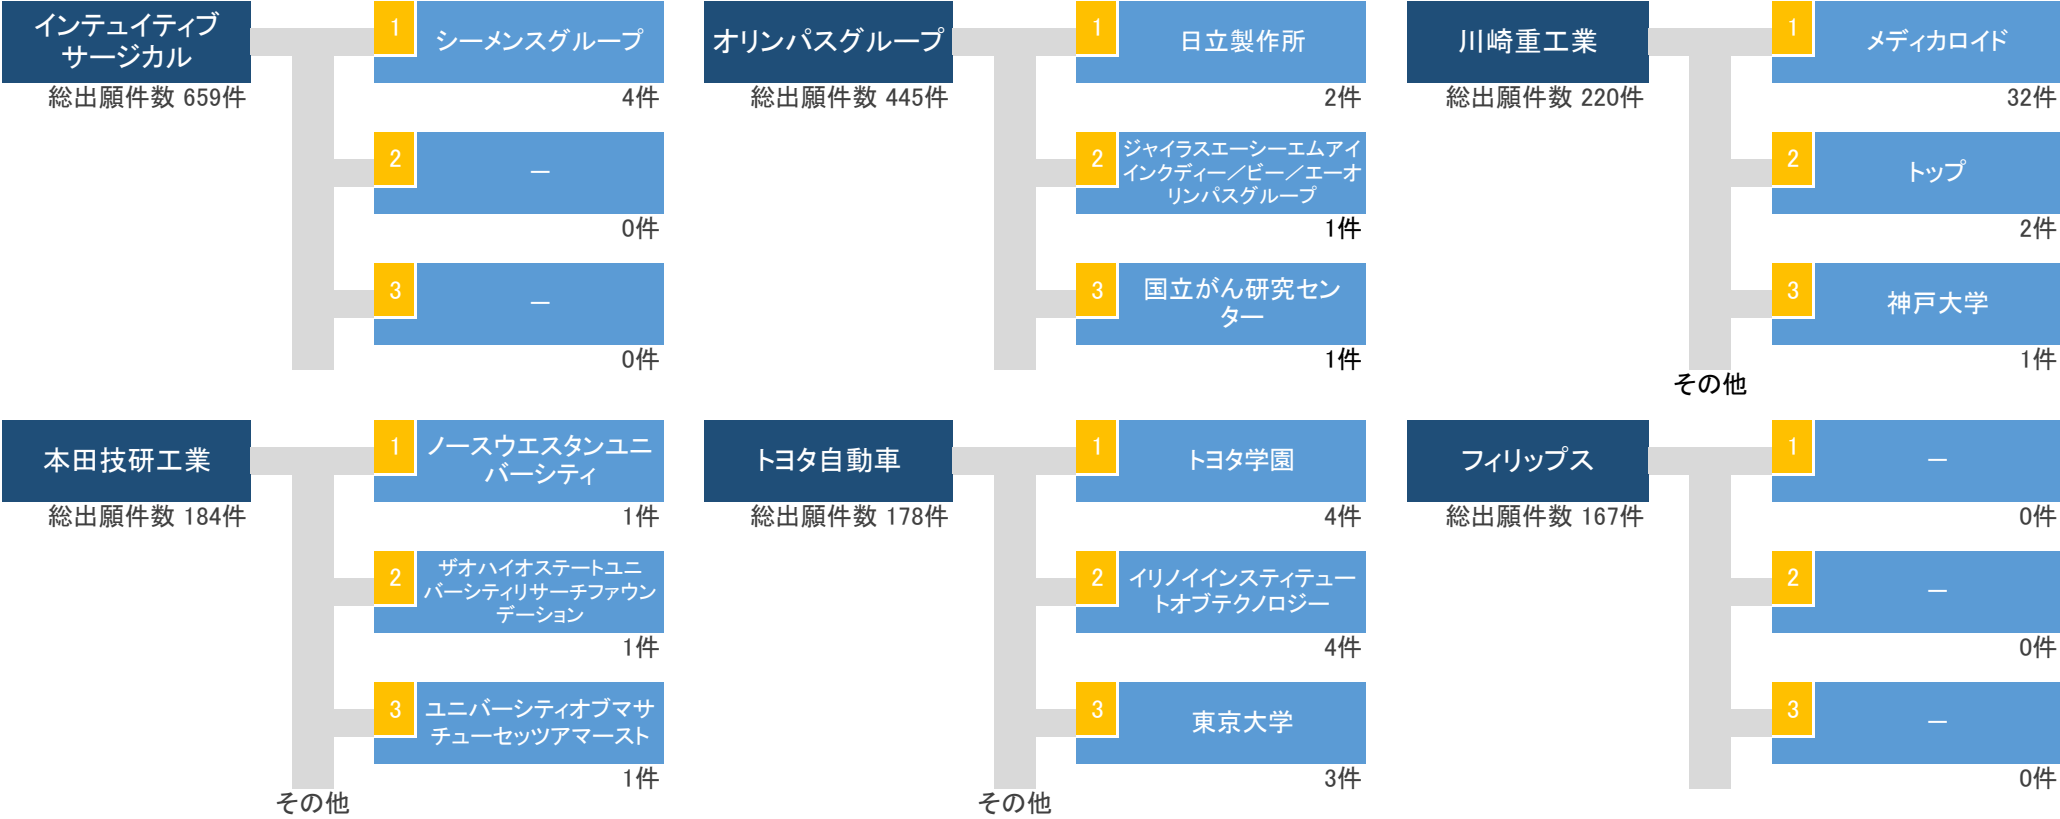 インテュイティブ
サージカル
総出願件数 659件
1
シーメンスグループ
4件
2
－
0件
3
－
0件
オリンパスグループ
総出願件数 445件
1
日立製作所
2件
2
ジャイラスエーシーエムアイ
インクディー／ビー／エーオ
リンパスグループ
1件
3
国立がん研究セン
ター
1件
川崎重工業
総出願件数 220件
1
メディカロイド
32件
2
トップ
2件
3
神戸大学
1件
その他
本田技研工業
総出願件数 184件
1
ノースウエスタンユニ
バーシティ
1件
2
ザオハイオステートユニ
バーシティリサーチファウン
デーション
1件
3
ユニバーシティオブマサ
チューセッツアマースト
1件
その他
トヨタ自動車
総出願件数 178件
1
トヨタ学園
4件
2
イリノイインスティテュー
トオブテクノロジー
4件
3
東京大学
3件
その他
フィリップス
総出願件数 167件
1
－
0件
2
－
0件
3
－
0件